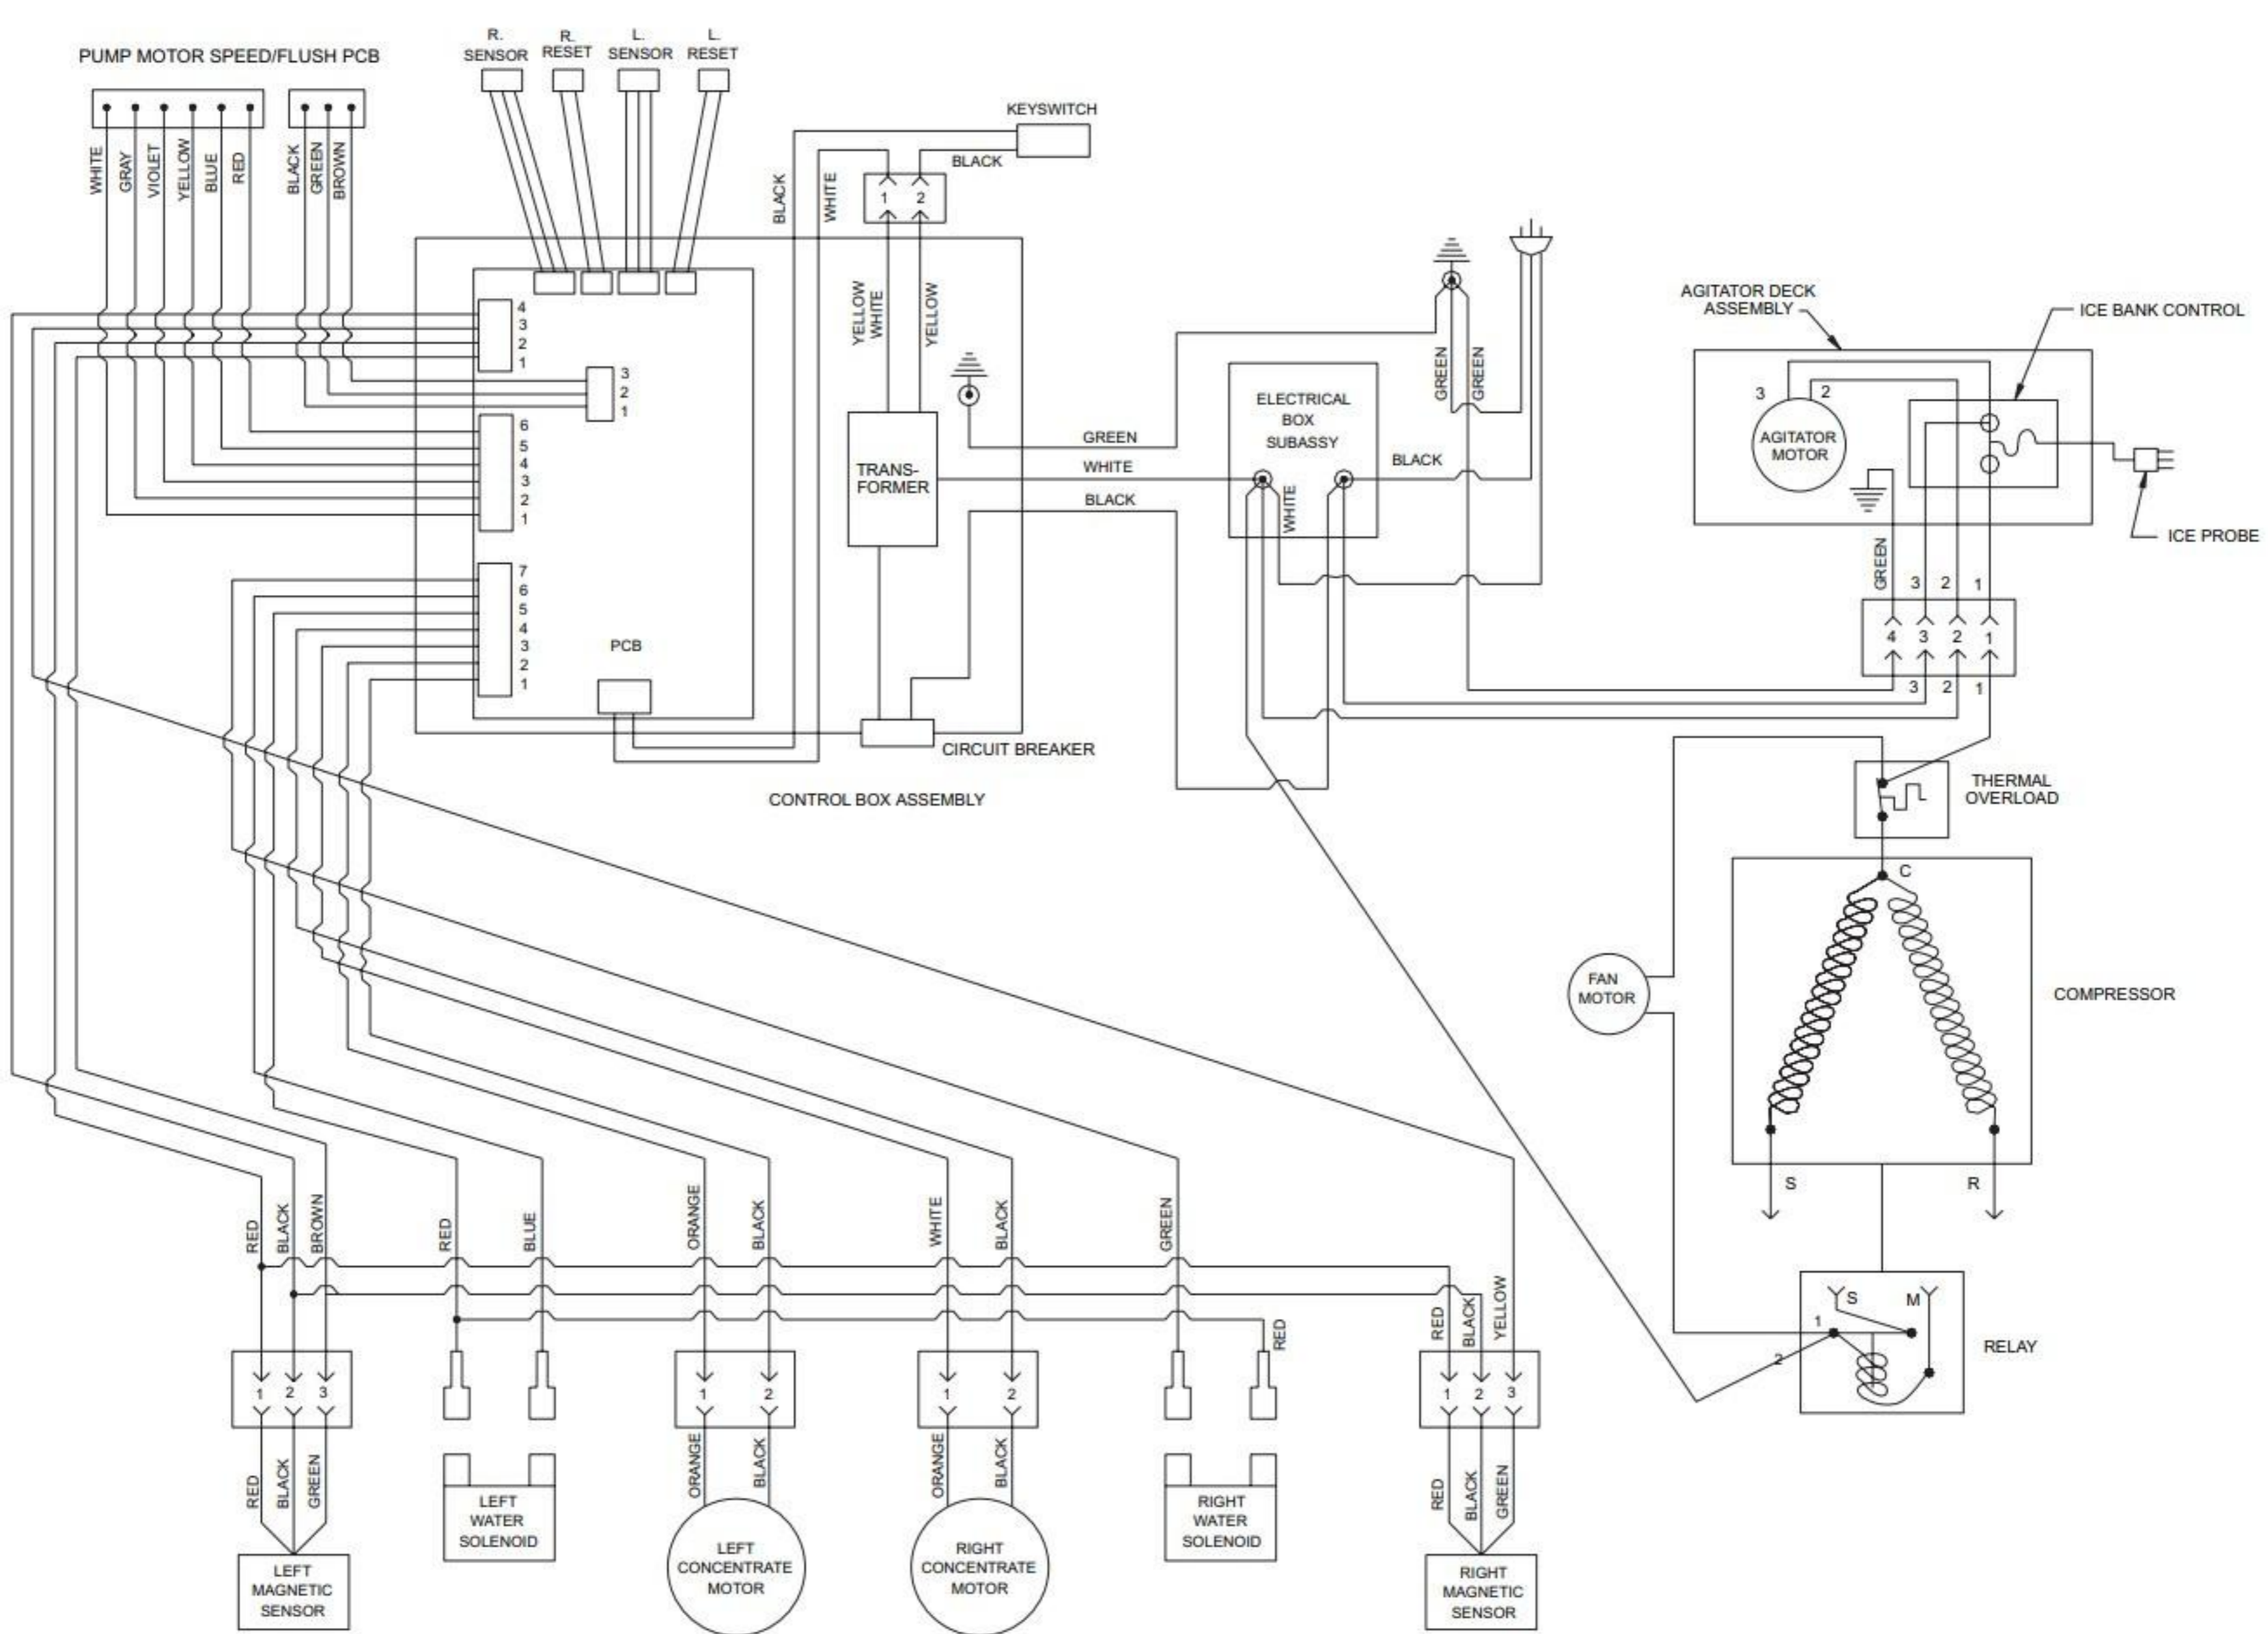 PUMP MOTOR SPEED/FLUSH PCB
R.
SENSOR
R.
RESET
L.
SENSOR
L.
RESET
KEYSWITCH
WHITE
GRAY
VIOLET
YELLOW
BLUE
RED
BLACK
GREEN
BROWN
BLACK
WHITE
BLACK
1
2
YELLOW
WHITE
YELLOW
4
3
2
1
3
2
1
6
5
4
3
2
1
7
6
5
4
3
2
1
PCB
TRANS-
FORMER
CIRCUIT BREAKER
CONTROL BOX ASSEMBLY
GREEN
WHITE
BLACK
ELECTRICAL
BOX
SUBASSY
WHITE
BLACK
GREEN
GREEN
AGITATOR DECK
ASSEMBLY
ICE BANK CONTROL
3
2
AGITATOR
MOTOR
ICE PROBE
GREEN
3
2
1
4
3
2
1
3
2
1
THERMAL
OVERLOAD
C
FAN
MOTOR
COMPRESSOR
S
R
S
M
1
2
RELAY
RED
BLACK
BROWN
RED
BLUE
ORANGE
BLACK
WHITE
BLACK
GREEN
RED
RED
BLACK
YELLOW
1
2
3
1
2
1
2
1
2
3
RED
BLACK
GREEN
ORANGE
BLACK
ORANGE
BLACK
RED
BLACK
GREEN
LEFT
MAGNETIC
SENSOR
LEFT
WATER
SOLENOID
LEFT
CONCENTRATE
MOTOR
RIGHT
CONCENTRATE
MOTOR
RIGHT
WATER
SOLENOID
RIGHT
MAGNETIC
SENSOR